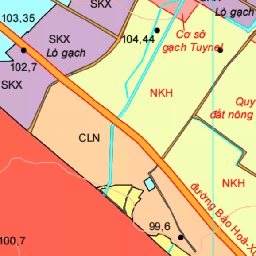 103,35
SKX
Lò gạch
SKX
102,7
SKX
104,44
Cơ sở
gạch Tuynel
Lò gạch
NKH
Quy
đất nông
CLN
NKH
đường Bảo Hoà-Xu
99,6
100,7